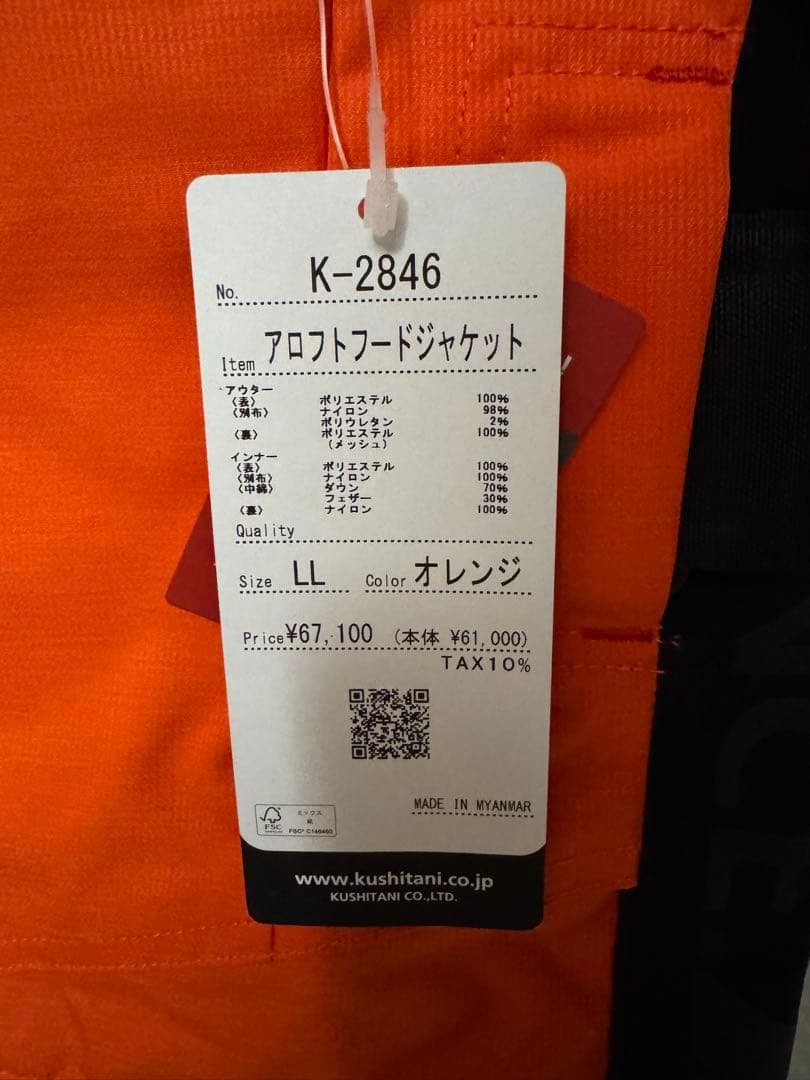 No. K-2846
Item アロフトフードジャケット
アウター
〈表〉 ポリエステル 100%
〈別布〉 ナイロン 98%
ポリウレタン 2%
〈裏〉 ポリエステル 100%
(メッシュ)
インナー
〈表〉 ポリエステル 100%
〈別布〉 ナイロン 100%
〈中綿〉 ダウン 70%
フェザー 30%
〈裏〉 ナイロン 100%
Quality
Size LL Color オレンジ
Price ¥67,100 (本体 ¥61,000)
TAX10%
MADE IN MYANMAR
FSC
ミックス
紙
www.kushitani.co.jp
KUSHITANI CO.,LTD.